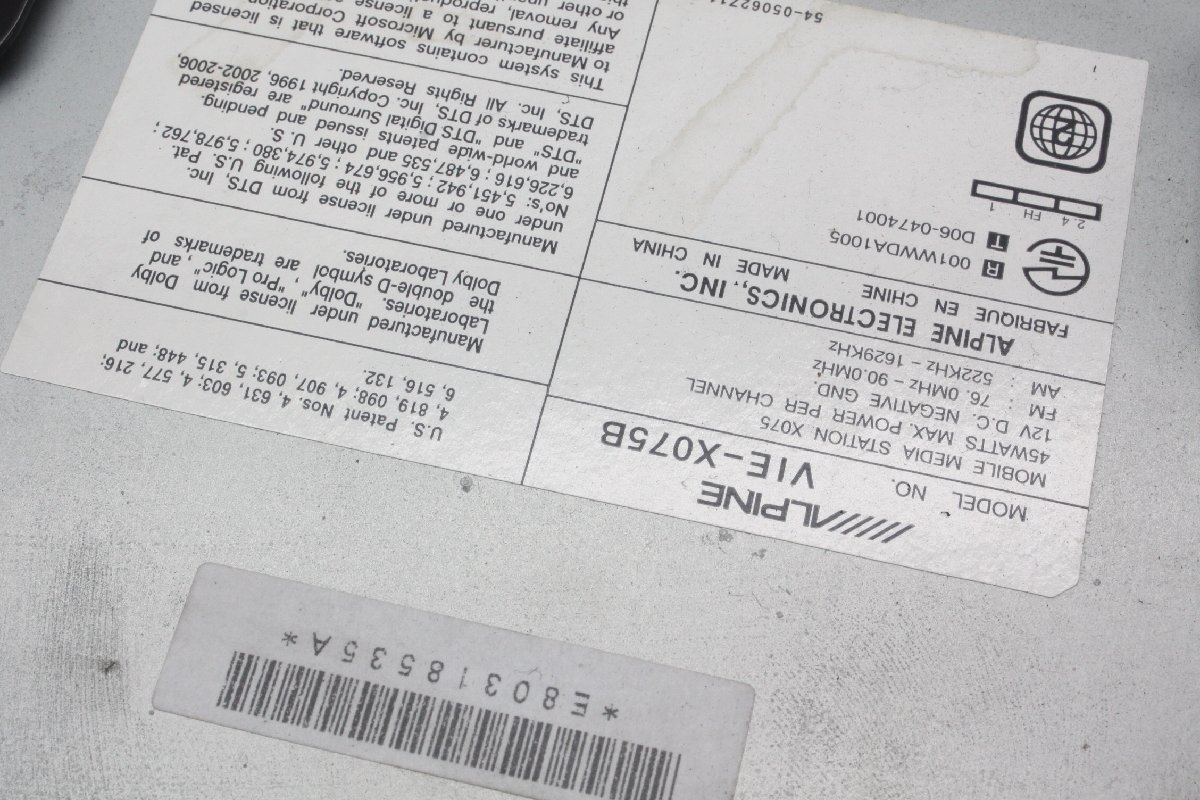 ALPINE
MODEL NO.
VIE-X075B
MOBILE MEDIA STATION X075
45WATTS MAX. POWER PER CHANNEL
12V D.C. NEGATIVE GND.
FM : 76.0MHz – 90.0MHz
AM : 522KHz – 1629KHz
ALPINE ELECTRONICS, INC.
FABRIQUE EN CHINE MADE IN CHINA
R 001WWDA1005
T D06-0474001
2.4 FH 1
2
54-0506271
U.S. Patent Nos. 4, 631, 603; 4, 577, 216;
4, 819, 098; 4, 907, 093; 5, 315, 448; and
6, 516, 132.
Manufactured under license from Dolby
Laboratories. "Dolby", "Pro Logic", and
the double-D symbol are trademarks of
Dolby Laboratories.
Manufactured under license from DTS, Inc.
under one or more of the following U.S. Pat.
No's: 5,451,942 ; 5,956,674 ; 5,974,380 ; 5,978,762 ;
6,226,616 ; 6,487,535 and other U. S.
and world-wide patents issued and pending.
"DTS" and "DTS Digital Surround" are registered
trademarks of DTS, Inc. Copyright 1996, 2002-2006,
DTS, Inc. All Rights Reserved.
This system contains software that is licensed
to Manufacturer by Microsoft Corporation
affiliate pursuant to a license
Any removal, reproduc
or other
*E80318535A*